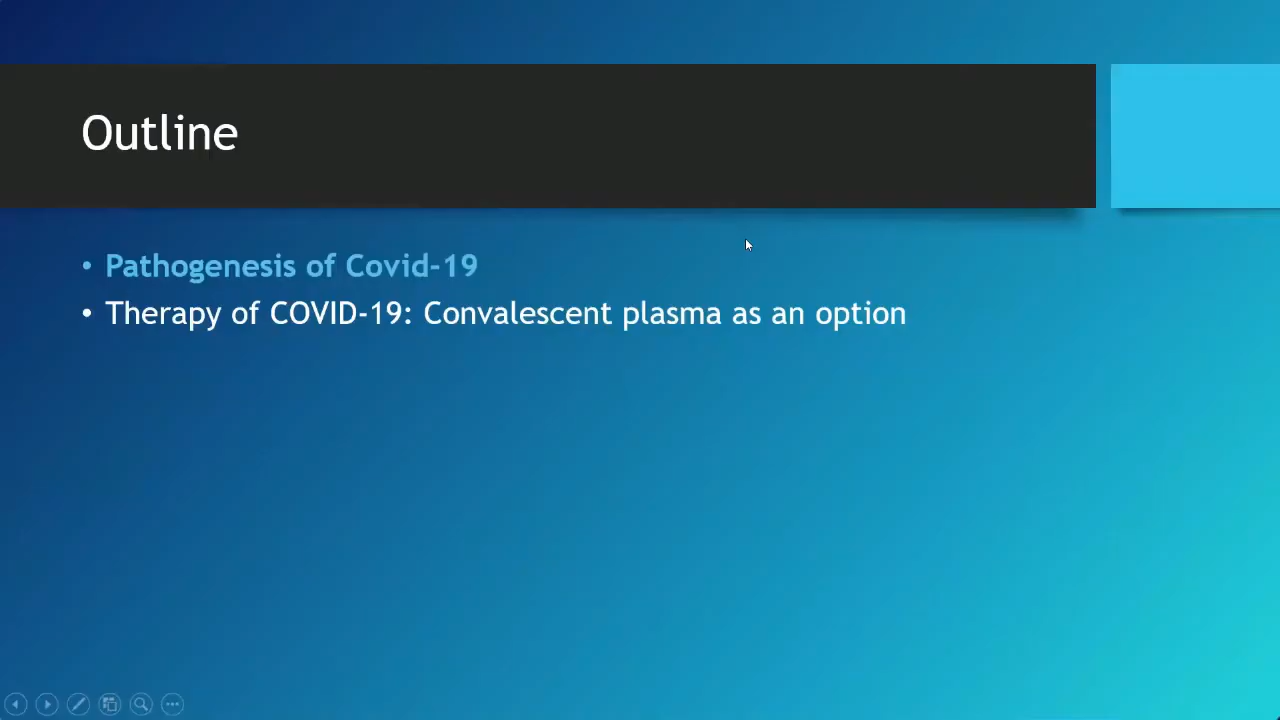 Outline
• Pathogenesis of Covid-19
• Therapy of COVID-19: Convalescent plasma as an option